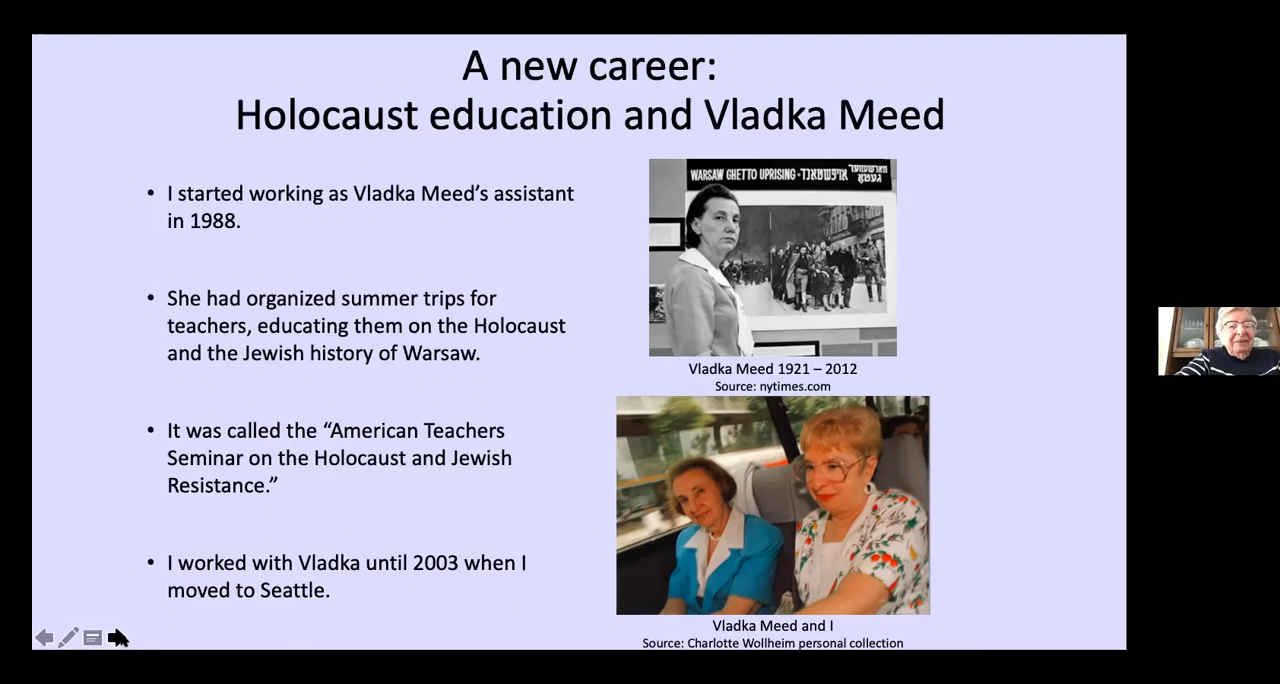 A new career:
Holocaust education and Vladka Meed
• I started working as Vladka Meed’s assistant
in 1988.
• She had organized summer trips for
teachers, educating them on the Holocaust
and the Jewish history of Warsaw.
• It was called the “American Teachers
Seminar on the Holocaust and Jewish
Resistance.”
• I worked with Vladka until 2003 when I
moved to Seattle.
WARSAW GHETTO UPRISING · אויפֿשטאַנד װאַרשעװער
געטאָ
Vladka Meed 1921 – 2012
Source: nytimes.com
Vladka Meed and I
Source: Charlotte Wollheim personal collection